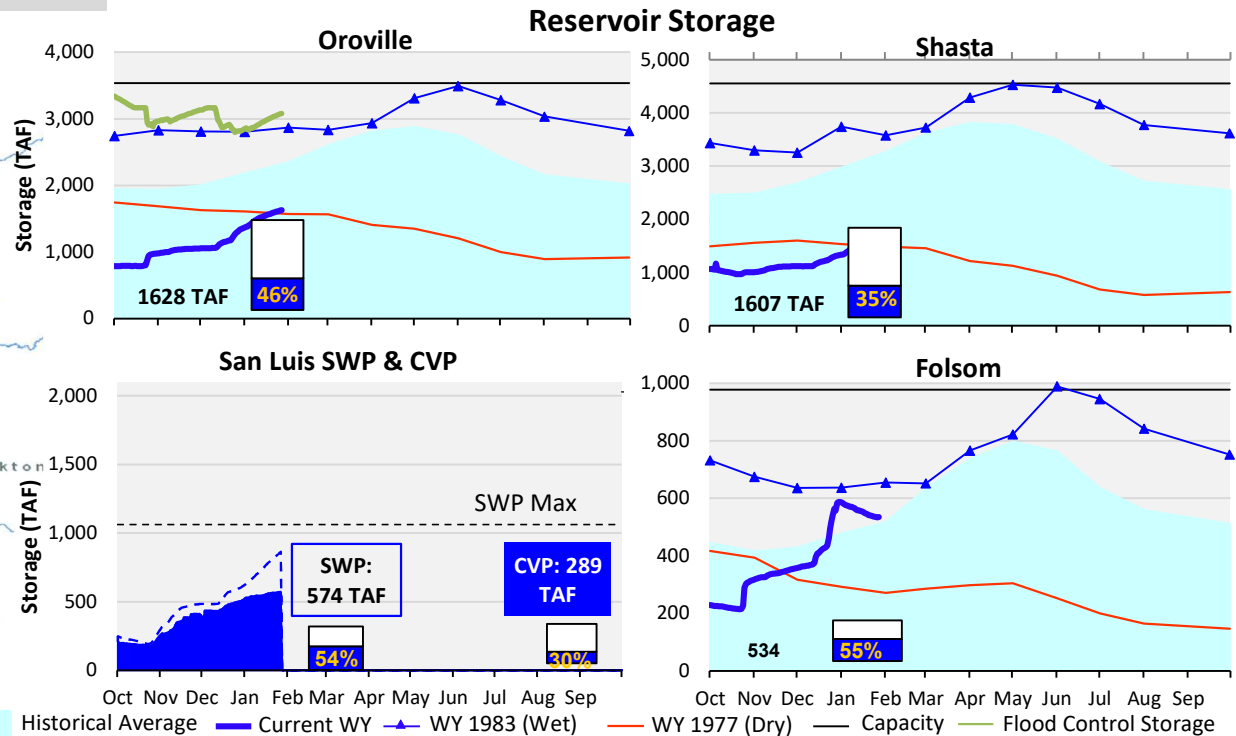 Reservoir Storage
Oroville
4,000
3,000
2,000
1,000
0
Storage (TAF)
1628 TAF
46%
Shasta
5,000
4,000
3,000
2,000
1,000
0
1607 TAF
35%
San Luis SWP & CVP
2,000
1,500
1,000
500
0
Storage (TAF)
SWP Max
SWP:
574 TAF
CVP: 289
TAF
54%
30%
Oct Nov Dec Jan Feb Mar Apr May Jun Jul Aug Sep
Folsom
1,000
800
600
400
200
0
534
55%
Oct Nov Dec Jan Feb Mar Apr May Jun Jul Aug Sep
kton
Historical Average Current WY WY 1983 (Wet) WY 1977 (Dry) Capacity Flood Control Storage